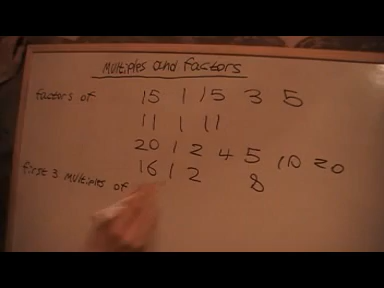 Multiples and factors
factors of 15 1 15 3 5
11 1 11
20 1 2 4 5 10 20
16 1 2 8
first 3 multiples of